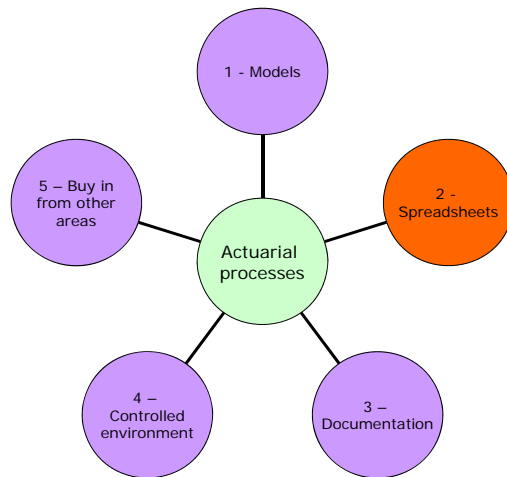 1 - Models
2 -
Spreadsheets
3 –
Documentation
4 –
Controlled
environment
5 – Buy in
from other
areas
Actuarial
processes